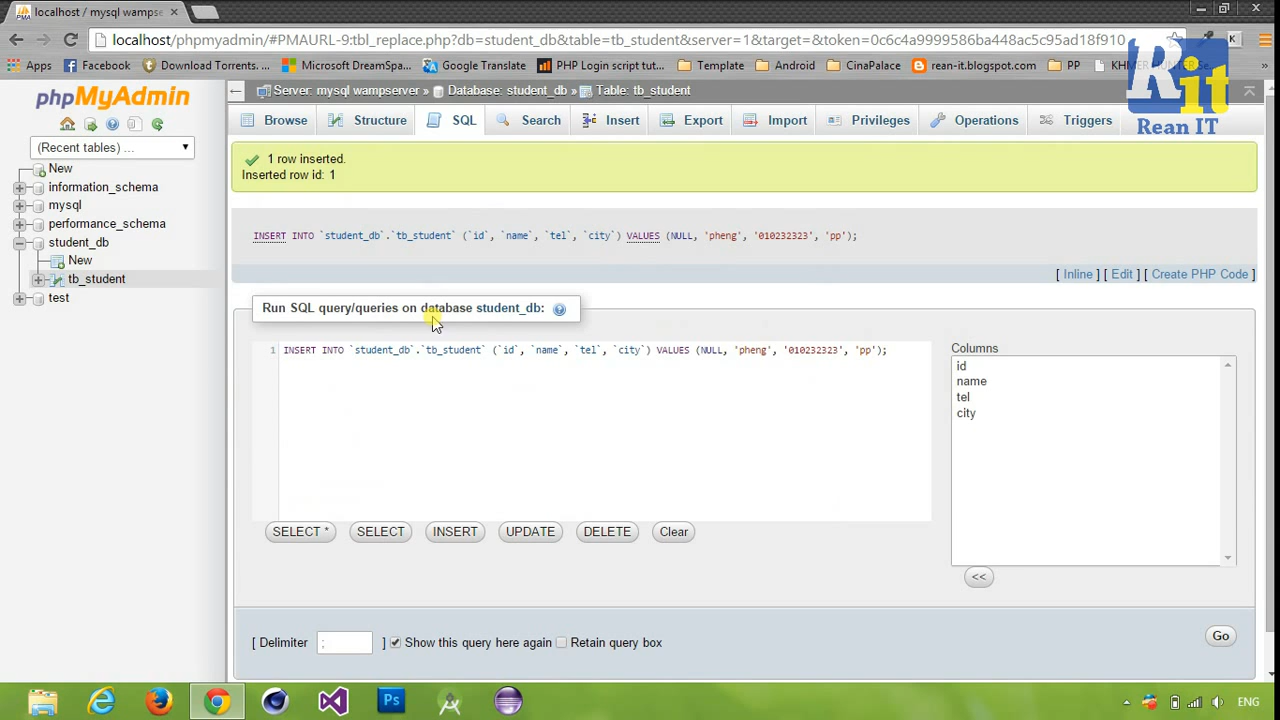 localhost / mysql wampse
localhost/phpmyadmin/#PMAURL-9:tbl_replace.php?db=student_db&table=tb_student&server=1&target=&token=0c6c4a9999586ba448ac5c95ad18f910
Apps Facebook Download Torrents. ... Microsoft DreamSpa... Google Translate PHP Login script tut... Template Android CinaPalace rean-it.blogspot.com PP KHMER HUNTER Se...
R it
Rean IT
phpMyAdmin
(Recent tables) ...
New
information_schema
mysql
performance_schema
student_db
New
tb_student
test
Server: mysql wampserver » Database: student_db » Table: tb_student
Browse Structure SQL Search Insert Export Import Privileges Operations Triggers
1 row inserted.
Inserted row id: 1
INSERT INTO `student_db`.`tb_student` (`id`, `name`, `tel`, `city`) VALUES (NULL, 'pheng', '010232323', 'pp');
[ Inline ] [ Edit ] [ Create PHP Code ]
Run SQL query/queries on database student_db:
1 INSERT INTO `student_db`.`tb_student` (`id`, `name`, `tel`, `city`) VALUES (NULL, 'pheng', '010232323', 'pp');
Columns
id
name
tel
city
SELECT * SELECT INSERT UPDATE DELETE Clear
<<
[ Delimiter ; ] Show this query here again Retain query box
Go
Ps
ENG